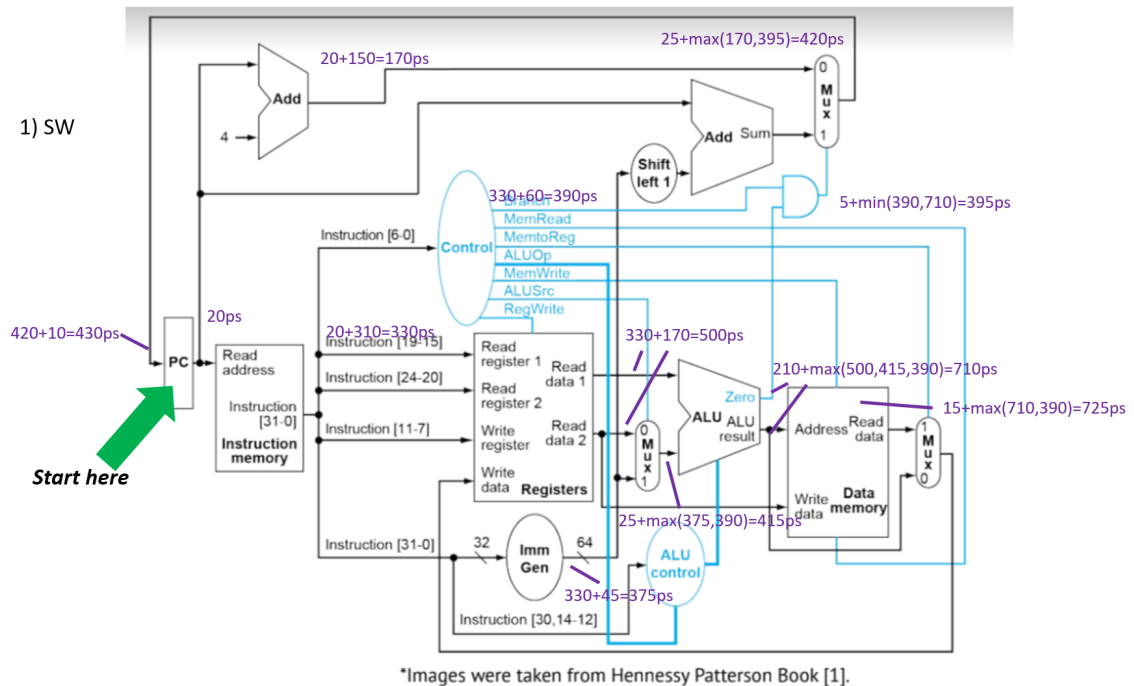 25+max(170,395)=420ps
20+150=170ps
0
Mux
1
Add
4
1) SW
Add Sum
Shift left 1
330+60=390ps
Branch
5+min(390,710)=395ps
MemRead
Instruction [6-0]
Control
MemtoReg
ALUOp
MemWrite
ALUSrc
RegWrite
420+10=430ps
20ps
PC
Read address
Instruction [31-0]
Instruction memory
20+310=330ps
Instruction [19-15]
Instruction [24-20]
Instruction [11-7]
Read register 1
Read register 2
Write register
Write data
Read data 1
Read data 2
Registers
330+170=500ps
0
Mux
1
Zero
ALU
ALU result
210+max(500,415,390)=710ps
15+max(710,390)=725ps
Address
Read data
Write data
Data memory
1
Mux
0
Start here
25+max(375,390)=415ps
Instruction [31-0]
32
Imm Gen
64
ALU control
330+45=375ps
Instruction [30,14-12]
*Images were taken from Hennessy Patterson Book [1].